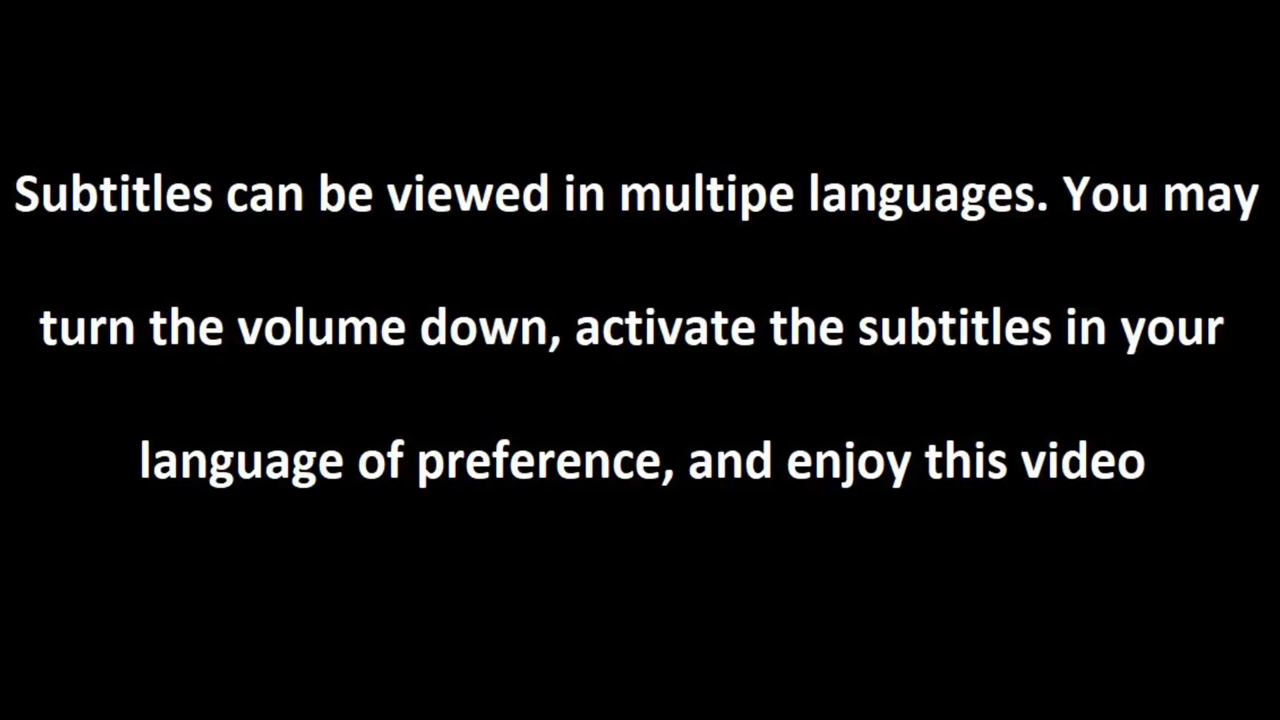 Subtitles can be viewed in multipe languages. You may
turn the volume down, activate the subtitles in your
language of preference, and enjoy this video